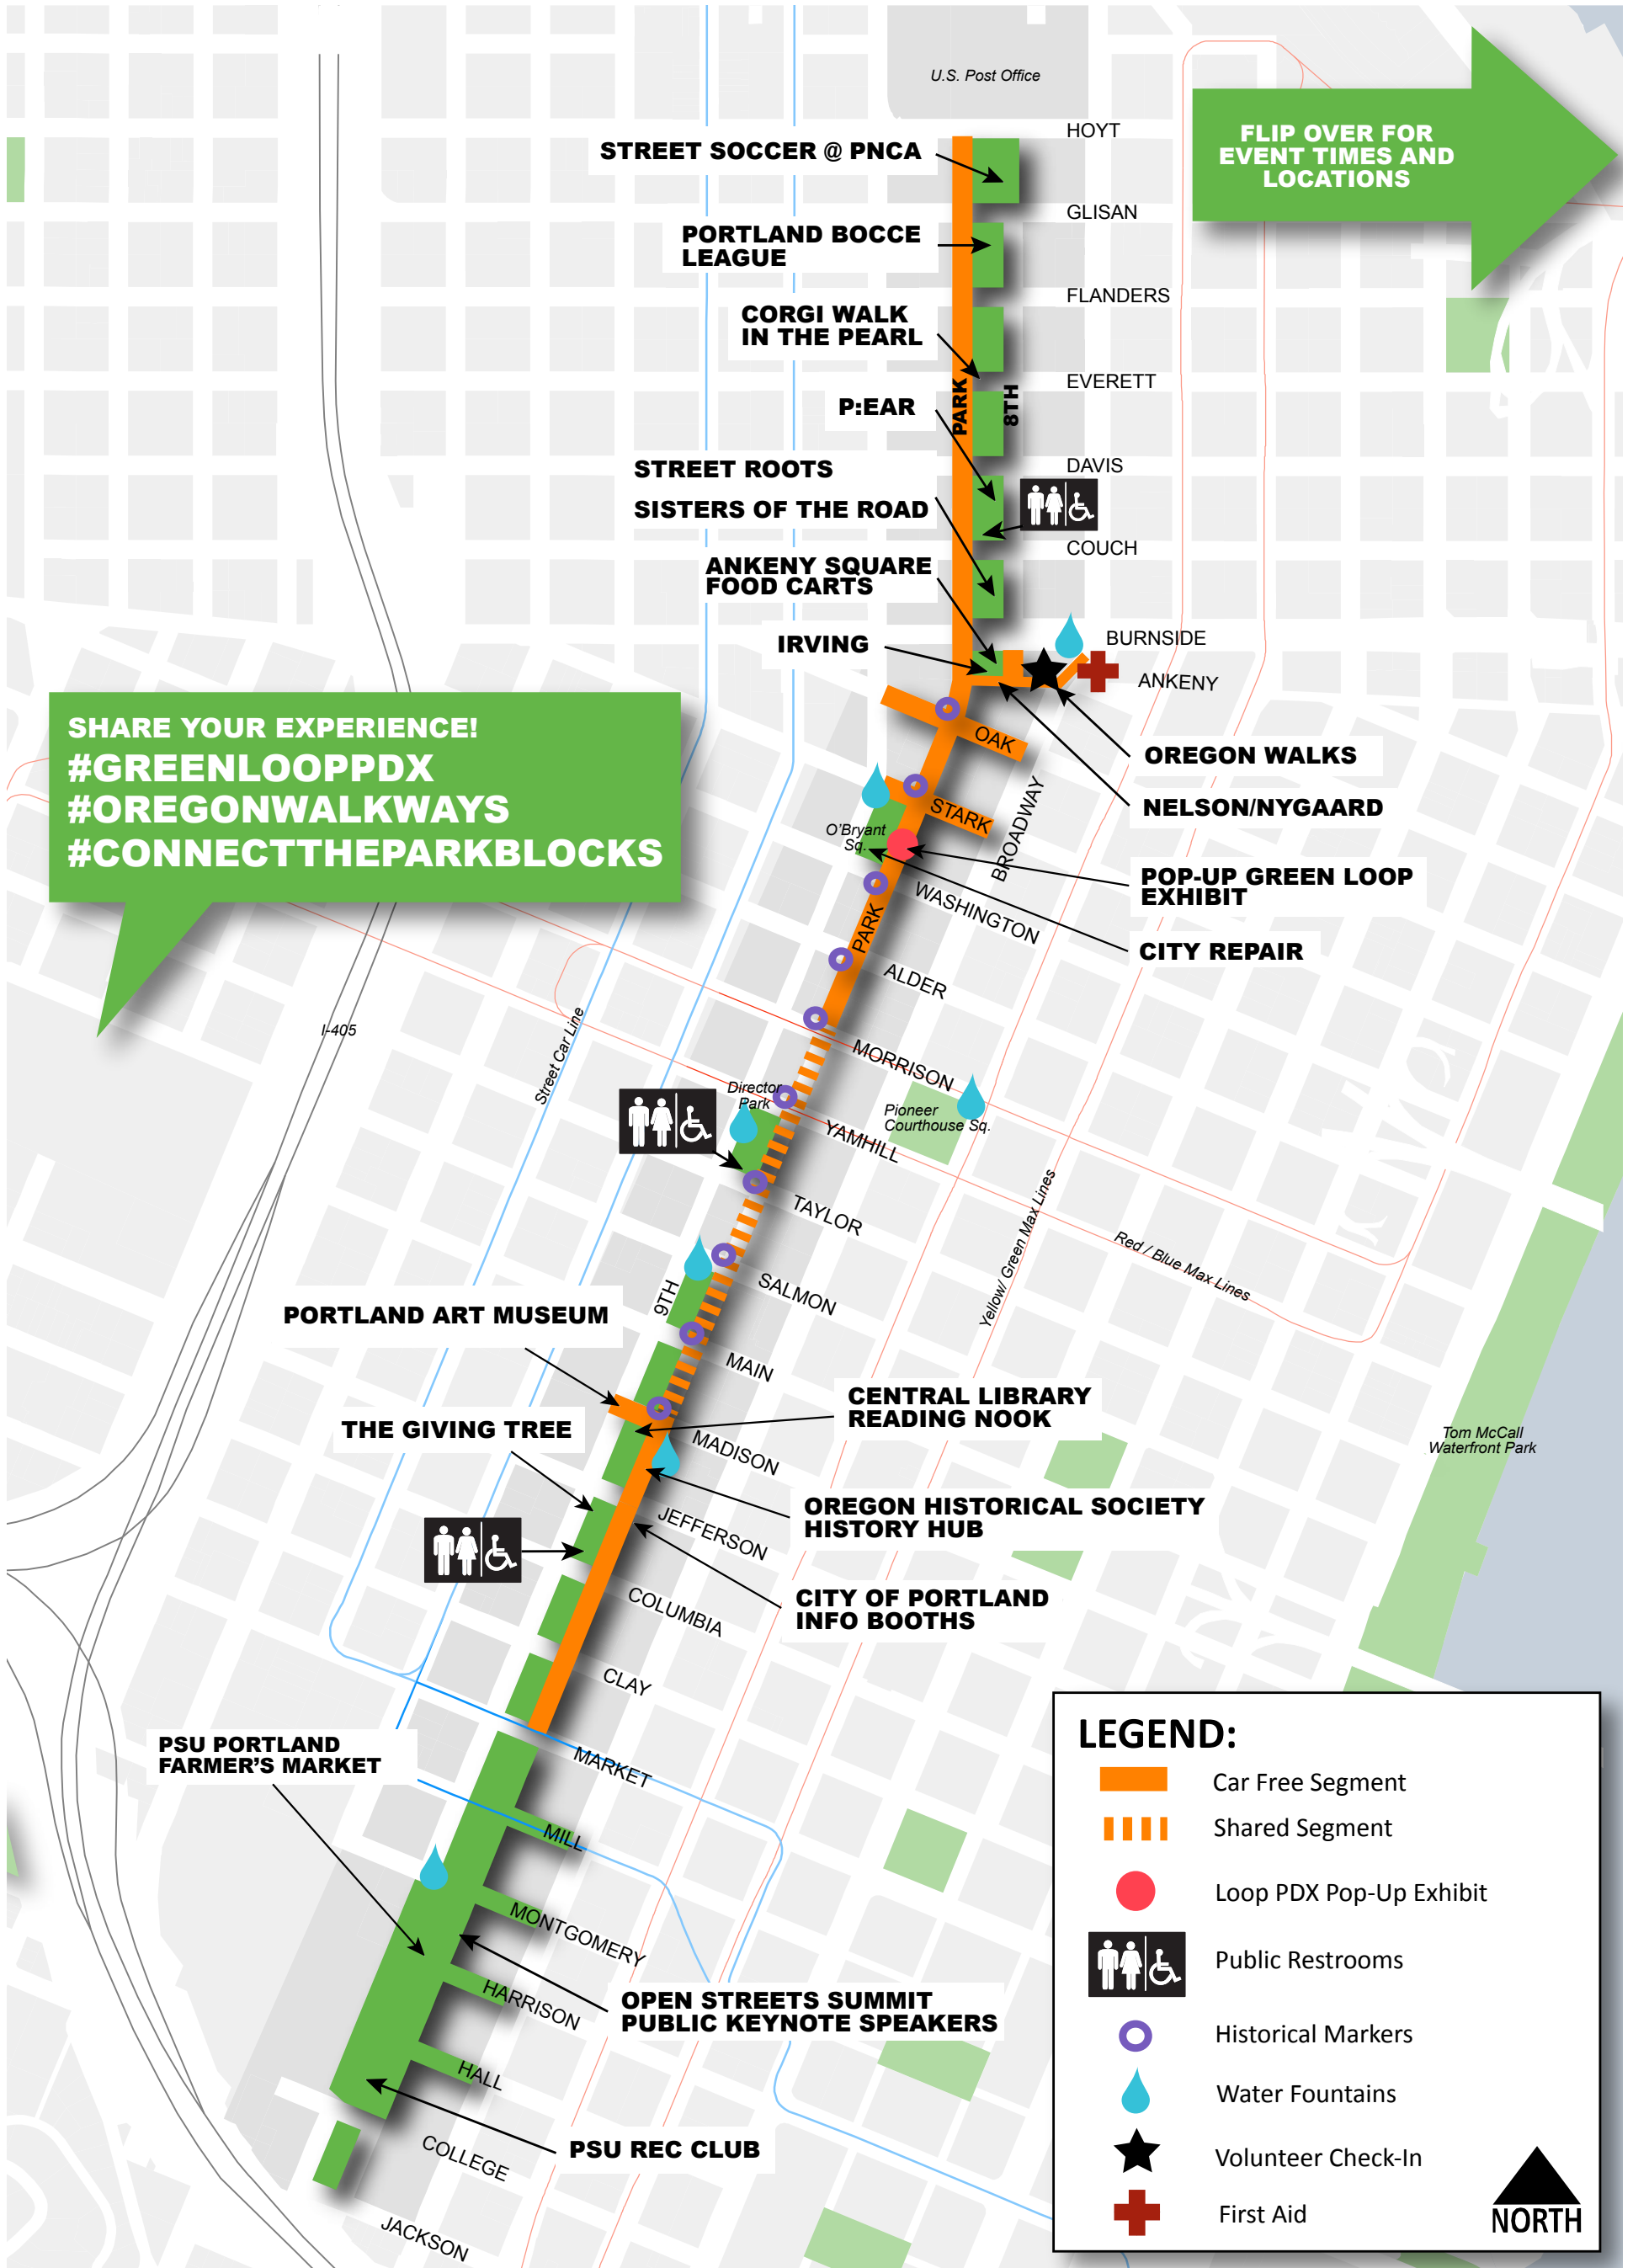 U.S. Post Office
HOYT
FLIP OVER FOR
EVENT TIMES AND
LOCATIONS
STREET SOCCER @ PNCA
GLISAN
PORTLAND BOCCE
LEAGUE
FLANDERS
CORGI WALK
IN THE PEARL
EVERETT
PARK
8TH
P:EAR
DAVIS
STREET ROOTS
SISTERS OF THE ROAD
COUCH
ANKENY SQUARE
FOOD CARTS
BURNSIDE
IRVING
ANKENY
SHARE YOUR EXPERIENCE!
#GREENLOOPPDX
#OREGONWALKWAYS
#CONNECTTHEPARKBLOCKS
OAK
OREGON WALKS
NELSON/NYGAARD
STARK
BROADWAY
O'Bryant
Sq.
POP-UP GREEN LOOP
EXHIBIT
WASHINGTON
PARK
CITY REPAIR
ALDER
I-405
Street Car Line
MORRISON
Director
Park
Pioneer
Courthouse Sq.
YAMHILL
TAYLOR
Yellow/ Green Max Lines
Red / Blue Max Lines
9TH
SALMON
PORTLAND ART MUSEUM
MAIN
CENTRAL LIBRARY
READING NOOK
THE GIVING TREE
MADISON
Tom McCall
Waterfront Park
OREGON HISTORICAL SOCIETY
HISTORY HUB
JEFFERSON
CITY OF PORTLAND
INFO BOOTHS
COLUMBIA
CLAY
PSU PORTLAND
FARMER'S MARKET
MARKET
MILL
MONTGOMERY
HARRISON
OPEN STREETS SUMMIT
PUBLIC KEYNOTE SPEAKERS
HALL
PSU REC CLUB
COLLEGE
JACKSON
LEGEND:
Car Free Segment
Shared Segment
Loop PDX Pop-Up Exhibit
Public Restrooms
Historical Markers
Water Fountains
Volunteer Check-In
First Aid
NORTH